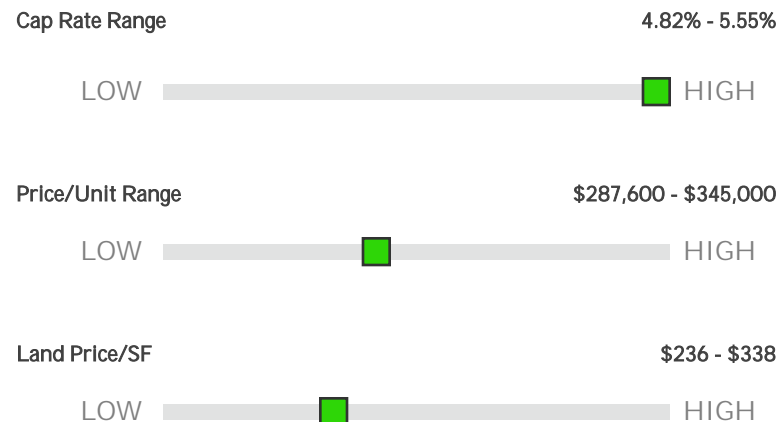 Cap Rate Range 4.82% - 5.55%
LOW HIGH
Price/Unit Range $287,600 - $345,000
LOW HIGH
Land Price/SF $236 - $338
LOW HIGH